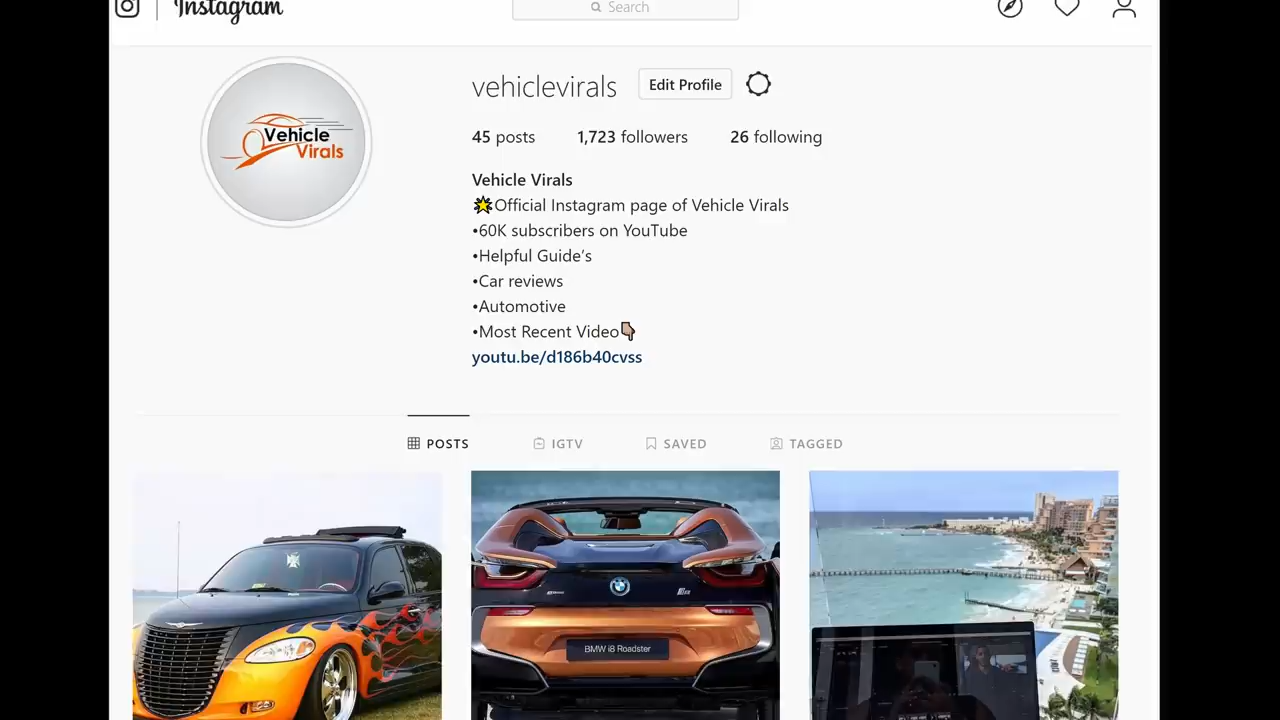 Instagram
Search
Vehicle
Virals
vehiclevirals
Edit Profile
45 posts 1,723 followers 26 following
Vehicle Virals
🌟Official Instagram page of Vehicle Virals
•60K subscribers on YouTube
•Helpful Guide’s
•Car reviews
•Automotive
•Most Recent Video👇🏽
youtu.be/d186b40cvss
POSTS IGTV SAVED TAGGED
BMW i8 Roadster